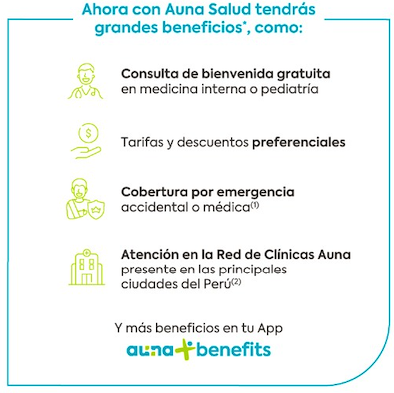 Ahora con Auna Salud tendrás
grandes beneficios*, como:
Consulta de bienvenida gratuita
en medicina interna o pediatría
$
Tarifas y descuentos preferenciales
Cobertura por emergencia
accidental o médica(1)
Atención en la Red de Clínicas Auna
presente en las principales
ciudades del Perú(2)
Y más beneficios en tu App
auna+benefits